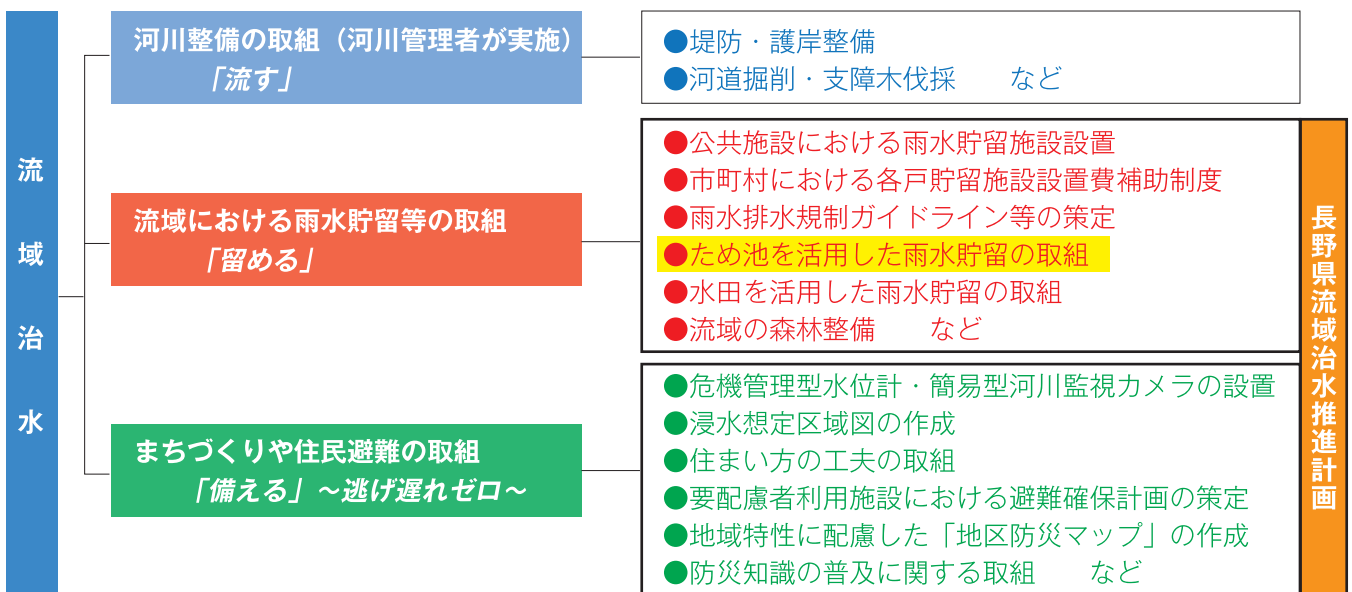 流域治水
河川整備の取組（河川管理者が実施）
「流す」
●堤防・護岸整備
●河道掘削・支障木伐採　　など
流域における雨水貯留等の取組
「留める」
●公共施設における雨水貯留施設設置
●市町村における各戸貯留施設設置費補助制度
●雨水排水規制ガイドライン等の策定
●ため池を活用した雨水貯留の取組
●水田を活用した雨水貯留の取組
●流域の森林整備　　など
まちづくりや住民避難の取組
「備える」～逃げ遅れゼロ～
●危機管理型水位計・簡易型河川監視カメラの設置
●浸水想定区域図の作成
●住まい方の工夫の取組
●要配慮者利用施設における避難確保計画の策定
●地域特性に配慮した「地区防災マップ」の作成
●防災知識の普及に関する取組　　など
長野県流域治水推進計画